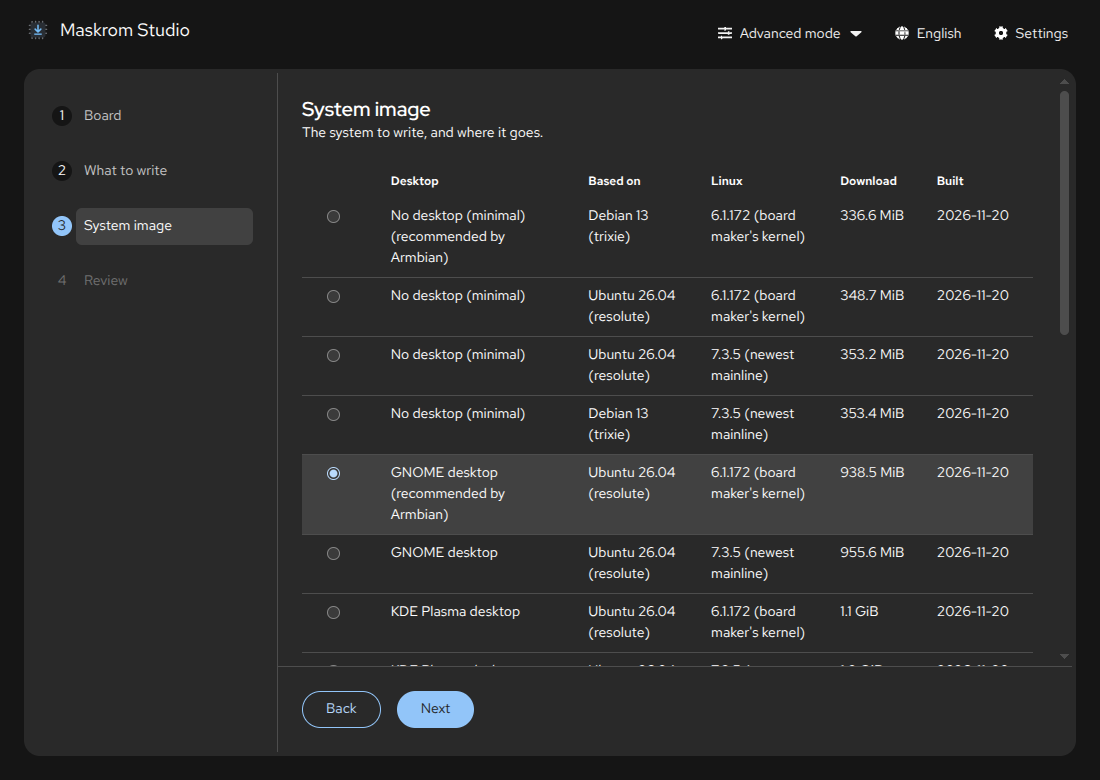 Maskrom Studio
Advanced mode
English
Settings
1 Board
2 What to write
3 System image
4 Review
System image
The system to write, and where it goes.
Desktop Based on Linux Download Built
No desktop (minimal) Debian 13 6.1.172 (board 336.6 MiB 2026-11-20
(recommended by (trixie) maker's kernel)
Armbian)
No desktop (minimal) Ubuntu 26.04 6.1.172 (board 348.7 MiB 2026-11-20
(resolute) maker's kernel)
No desktop (minimal) Ubuntu 26.04 7.3.5 (newest 353.2 MiB 2026-11-20
(resolute) mainline)
No desktop (minimal) Debian 13 7.3.5 (newest 353.4 MiB 2026-11-20
(trixie) mainline)
GNOME desktop Ubuntu 26.04 6.1.172 (board 938.5 MiB 2026-11-20
(recommended by (resolute) maker's kernel)
Armbian)
GNOME desktop Ubuntu 26.04 7.3.5 (newest 955.6 MiB 2026-11-20
(resolute) mainline)
KDE Plasma desktop Ubuntu 26.04 6.1.172 (board 1.1 GiB 2026-11-20
(resolute) maker's kernel)
Back
Next